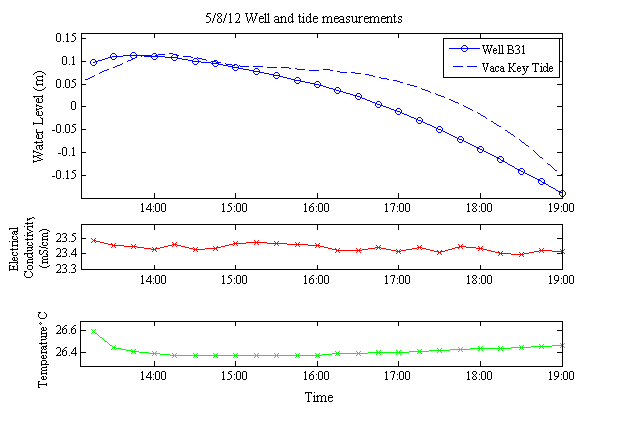 5/8/12 Well and tide measurements
Water Level (m)
0.15
0.1
0.05
0
-0.05
-0.1
-0.15
Well B31
Vaca Key Tide
14:00 15:00 16:00 17:00 18:00 19:00
Electrical
Conductivity
(mS/cm)
23.5
23.4
23.3
14:00 15:00 16:00 17:00 18:00 19:00
Temperature°C
26.6
26.4
14:00 15:00 16:00 17:00 18:00 19:00
Time